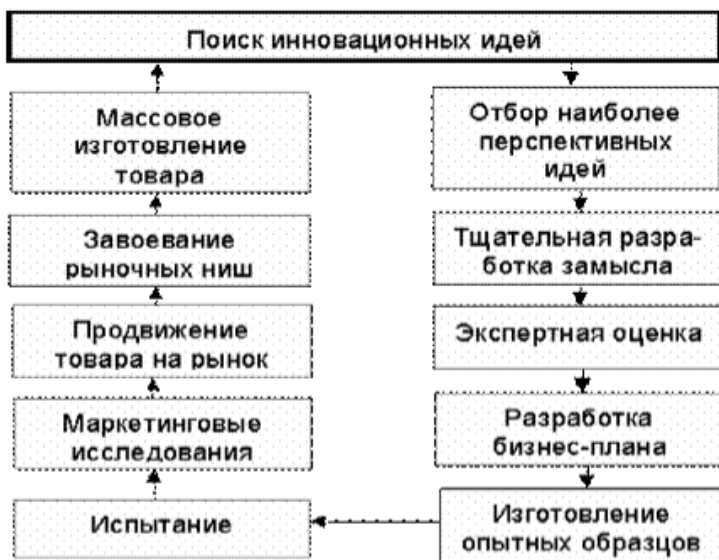 Поиск инновационных идей
Отбор наиболее
перспективных
идей
Тщательная разра-
ботка замысла
Экспертная оценка
Разработка
бизнес-плана
Изготовление
опытных образцов
Испытание
Маркетинговые
исследования
Продвижение
товара на рынок
Завоевание
рыночных ниш
Массовое
изготовление
товара